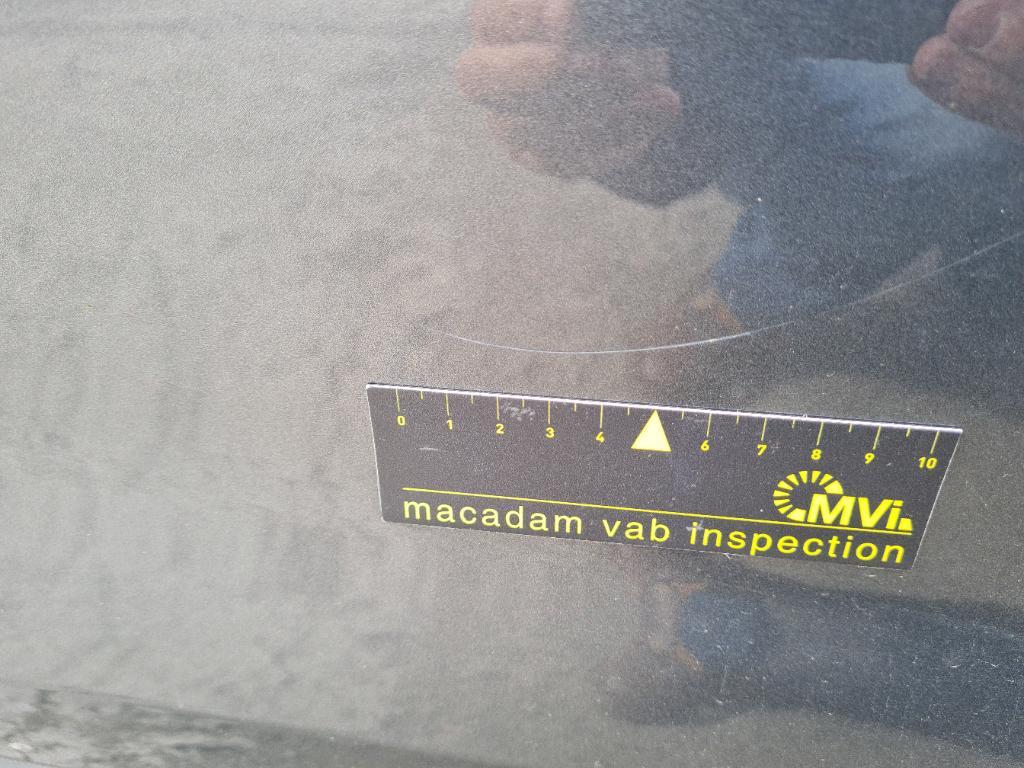 0 1 2 3 4 6 7 8 9 10
MVi
macadam vab inspection